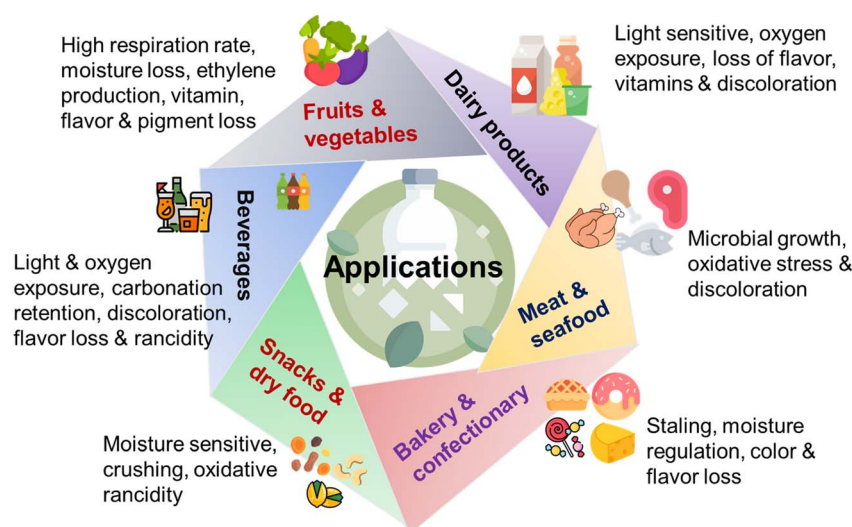 High respiration rate,
moisture loss, ethylene
production, vitamin,
flavor & pigment loss
Fruits &
vegetables
Dairy products
Light sensitive, oxygen
exposure, loss of flavor,
vitamins & discoloration
Beverages
Light & oxygen
exposure, carbonation
retention, discoloration,
flavor loss & rancidity
Applications
Meat &
seafood
Microbial growth,
oxidative stress &
discoloration
Snacks &
dry food
Moisture sensitive,
crushing, oxidative
rancidity
Bakery &
confectionary
Staling, moisture
regulation, color &
flavor loss